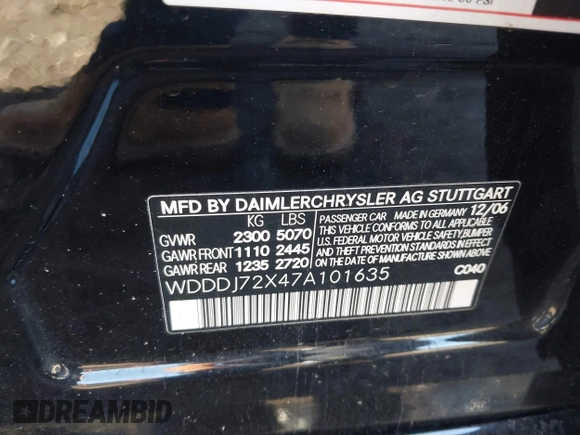 MFD BY DAIMLERCHRYSLER AG STUTTGART
KG LBS
GVWR 2300 5070
GAWR FRONT 1110 2445
GAWR REAR 1235 2720
PASSENGER CAR MADE IN GERMANY 12/06
THIS VEHICLE CONFORMS TO ALL APPLICABLE
U.S. FEDERAL MOTOR VEHICLE SAFETY, BUMPER
AND THEFT PREVENTION STANDARDS IN EFFECT
ON THE DATE OF MANUFACTURE SHOWN ABOVE
C040
WDDDJ72X47A101635
DREAMBID